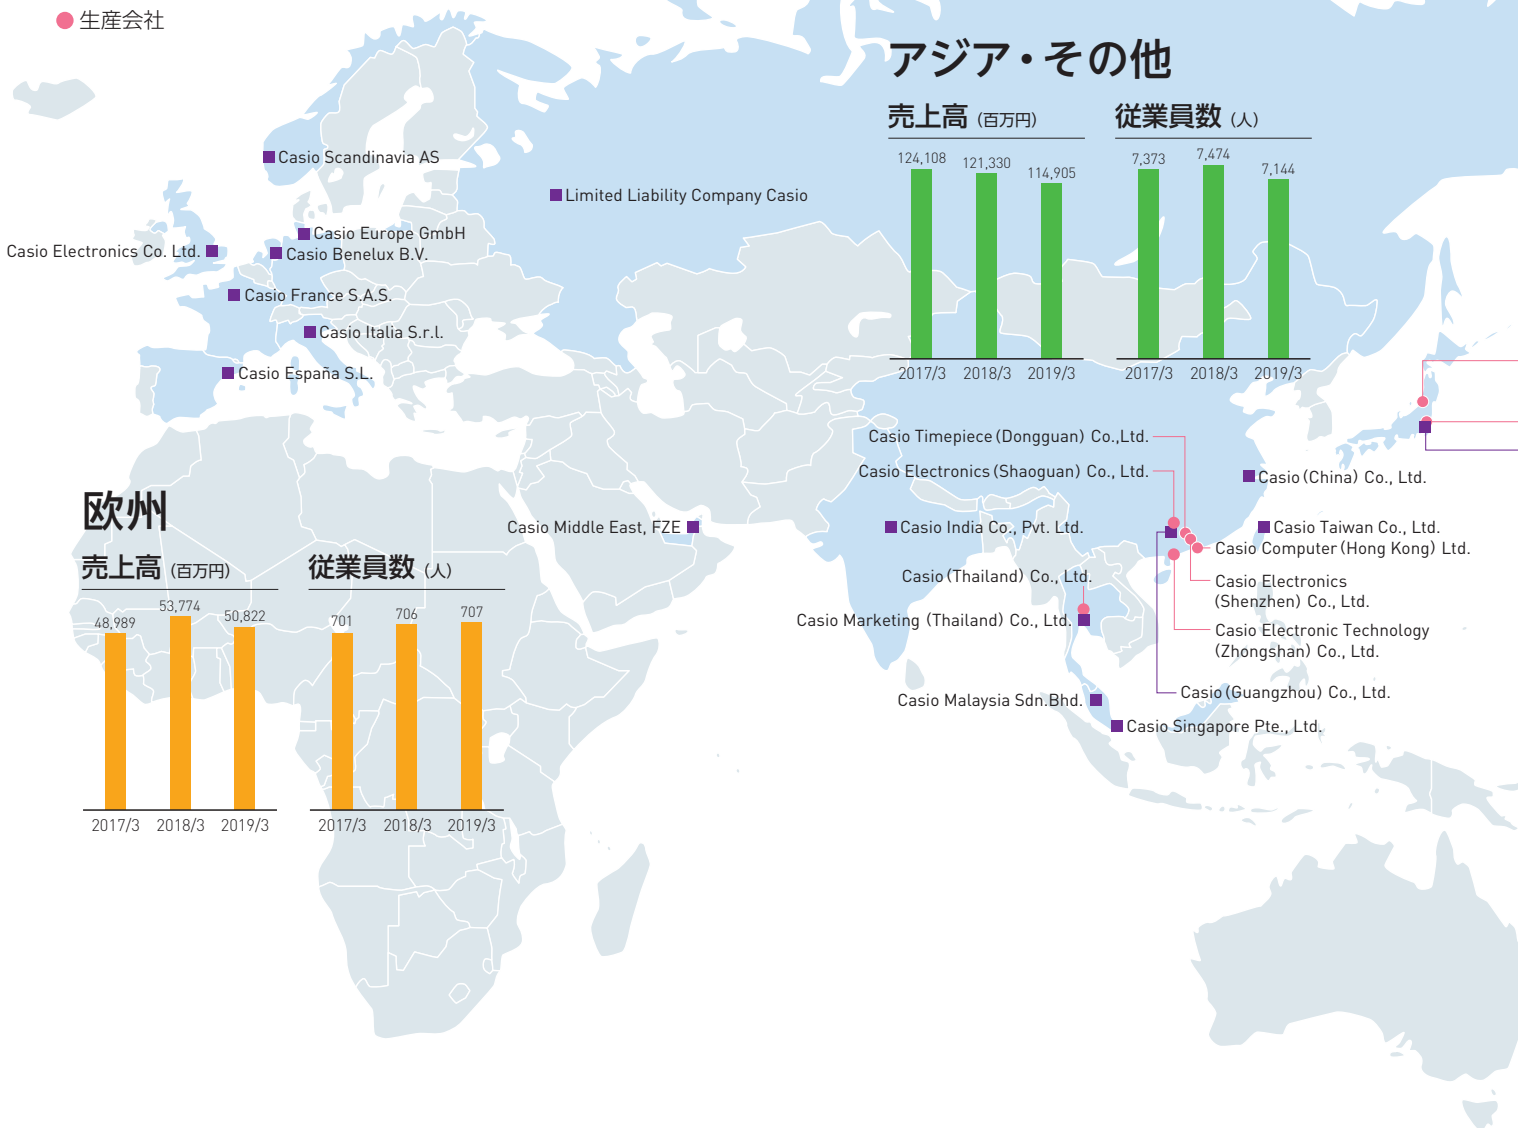 生産会社
アジア・その他
売上高 (百万円)
124,108
121,330
114,905
2017/3
2018/3
2019/3
従業員数 (人)
7,373
7,474
7,144
2017/3
2018/3
2019/3
Casio Scandinavia AS
Limited Liability Company Casio
Casio Europe GmbH
Casio Electronics Co. Ltd.
Casio Benelux B.V.
Casio France S.A.S.
Casio Italia S.r.l.
Casio España S.L.
Casio Timepiece (Dongguan) Co.,Ltd.
Casio Electronics (Shaoguan) Co., Ltd.
Casio (China) Co., Ltd.
Casio Middle East, FZE
Casio India Co., Pvt. Ltd.
Casio Taiwan Co., Ltd.
Casio Computer (Hong Kong) Ltd.
Casio (Thailand) Co., Ltd.
Casio Electronics
(Shenzhen) Co., Ltd.
Casio Marketing (Thailand) Co., Ltd.
Casio Electronic Technology
(Zhongshan) Co., Ltd.
Casio (Guangzhou) Co., Ltd.
Casio Malaysia Sdn.Bhd.
Casio Singapore Pte., Ltd.
欧州
売上高 (百万円)
48,989
53,774
50,822
2017/3
2018/3
2019/3
従業員数 (人)
701
706
707
2017/3
2018/3
2019/3